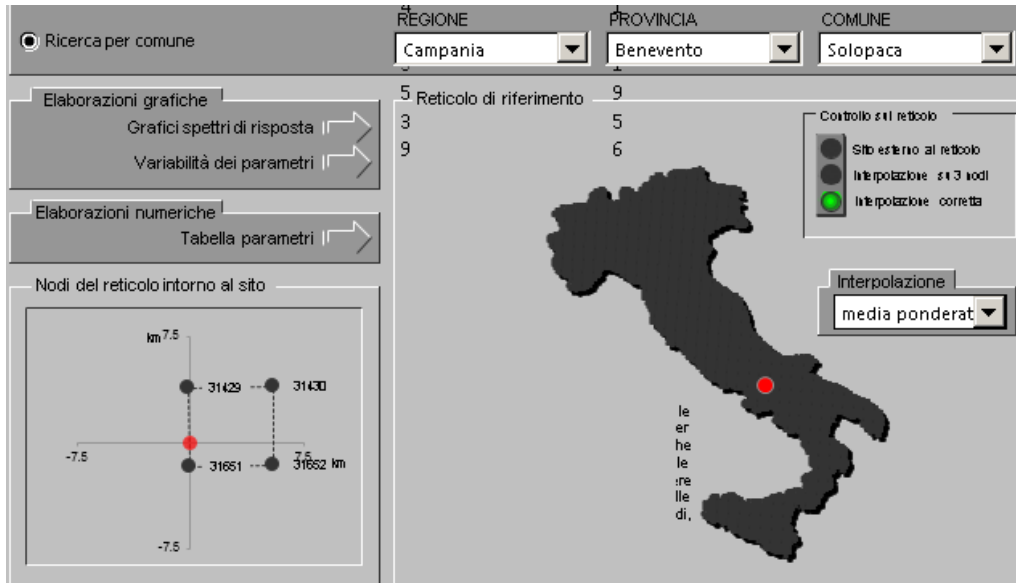 REGIONE
PROVINCIA
COMUNE
Ricerca per comune
Campania
Benevento
Solopaca
Elaborazioni grafiche
Grafici spettri di risposta
Variabilità dei parametri
5
3
9
Reticolo di riferimento
9
5
6
Controllo sul reticolo
Sito esterno al reticolo
Interpolazione su 3 nodi
Interpolazione corretta
Elaborazioni numeriche
Tabella parametri
Interpolazione
media ponderat
Nodi del reticolo intorno al sito
km 7.5
31429
31430
-7.5
7.5
31651
31652 km
-7.5
le
er
he
le
re
lle
di,